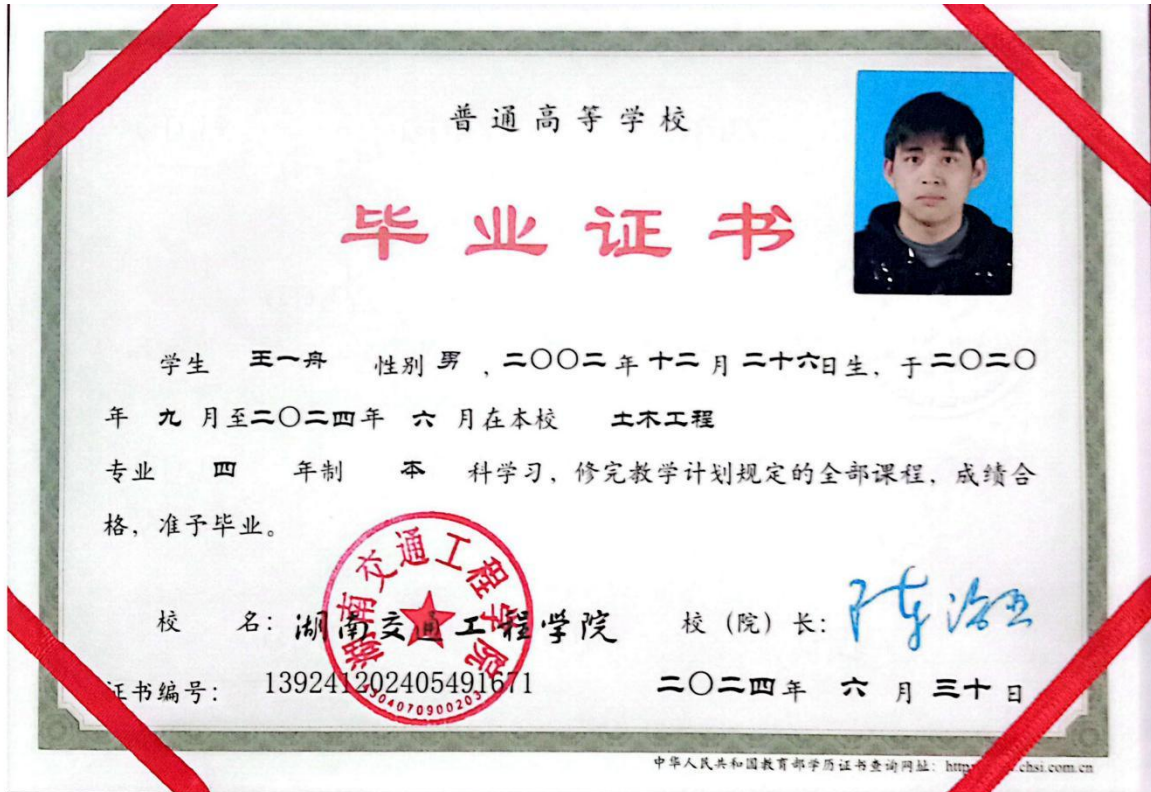 普通高等学校
毕业证书
学生 王一舟 性别 男 ,二〇〇二年 十二月 二十六日生, 于二〇二〇
年 九 月至二〇二四年 六 月在本校 土木工程
专业 四 年制 本 科学习, 修完教学计划规定的全部课程, 成绩合
格, 准予毕业。
校 名: 湖南交通工程学院 校 (院) 长:
湖南交通工程学院
证书编号: 139241202405491671 二〇二四年 六 月 三十 日
4304070900203
中华人民共和国教育部学历证书查询网址: http chsi.com.cn